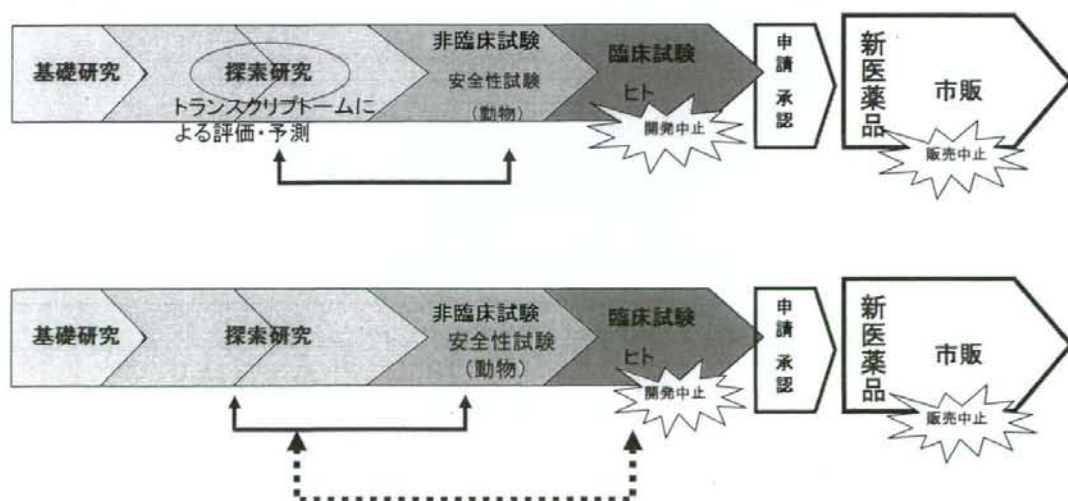 基礎研究
探索研究
トランスクリプトームに
よる評価・予測
非臨床試験
安全性試験
(動物)
臨床試験
ヒト
開発中止
申請 承認
新医薬品
市販
販売中止
基礎研究
探索研究
非臨床試験
安全性試験
(動物)
臨床試験
ヒト
開発中止
申請 承認
新医薬品
市販
販売中止